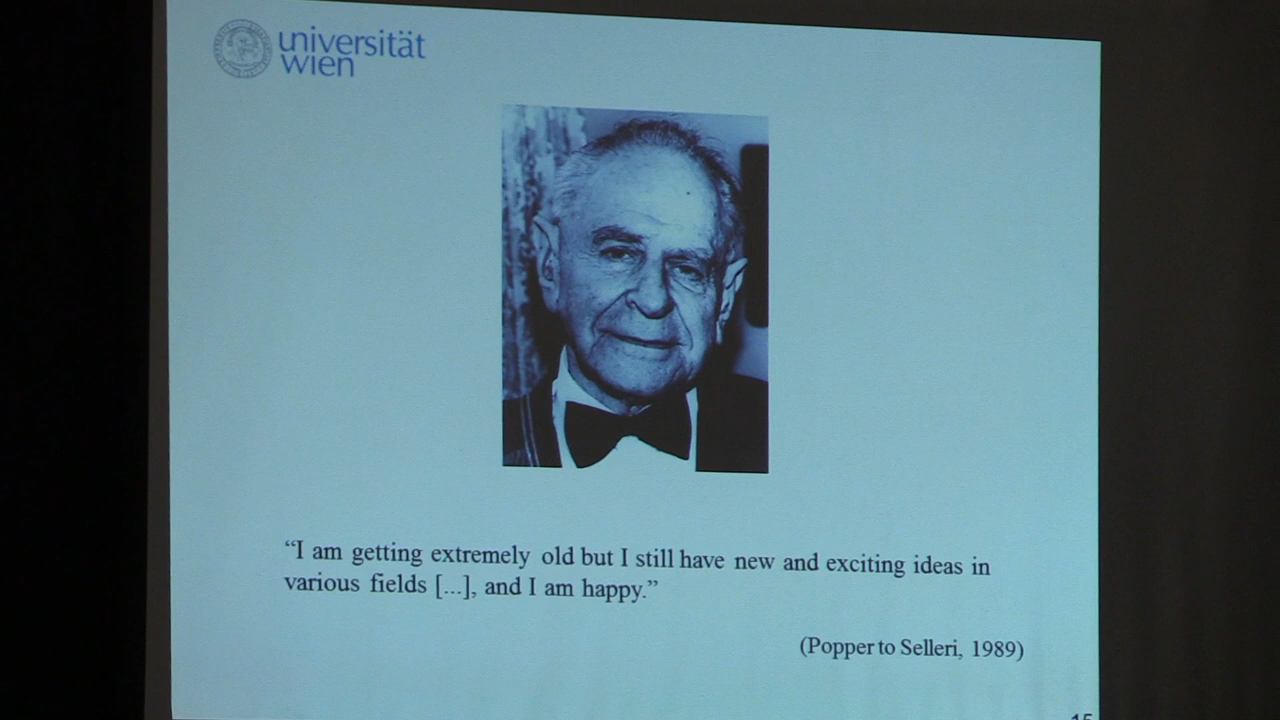 universität
wien
“I am getting extremely old but I still have new and exciting ideas in
various fields [...], and I am happy.”
(Popper to Selleri, 1989)